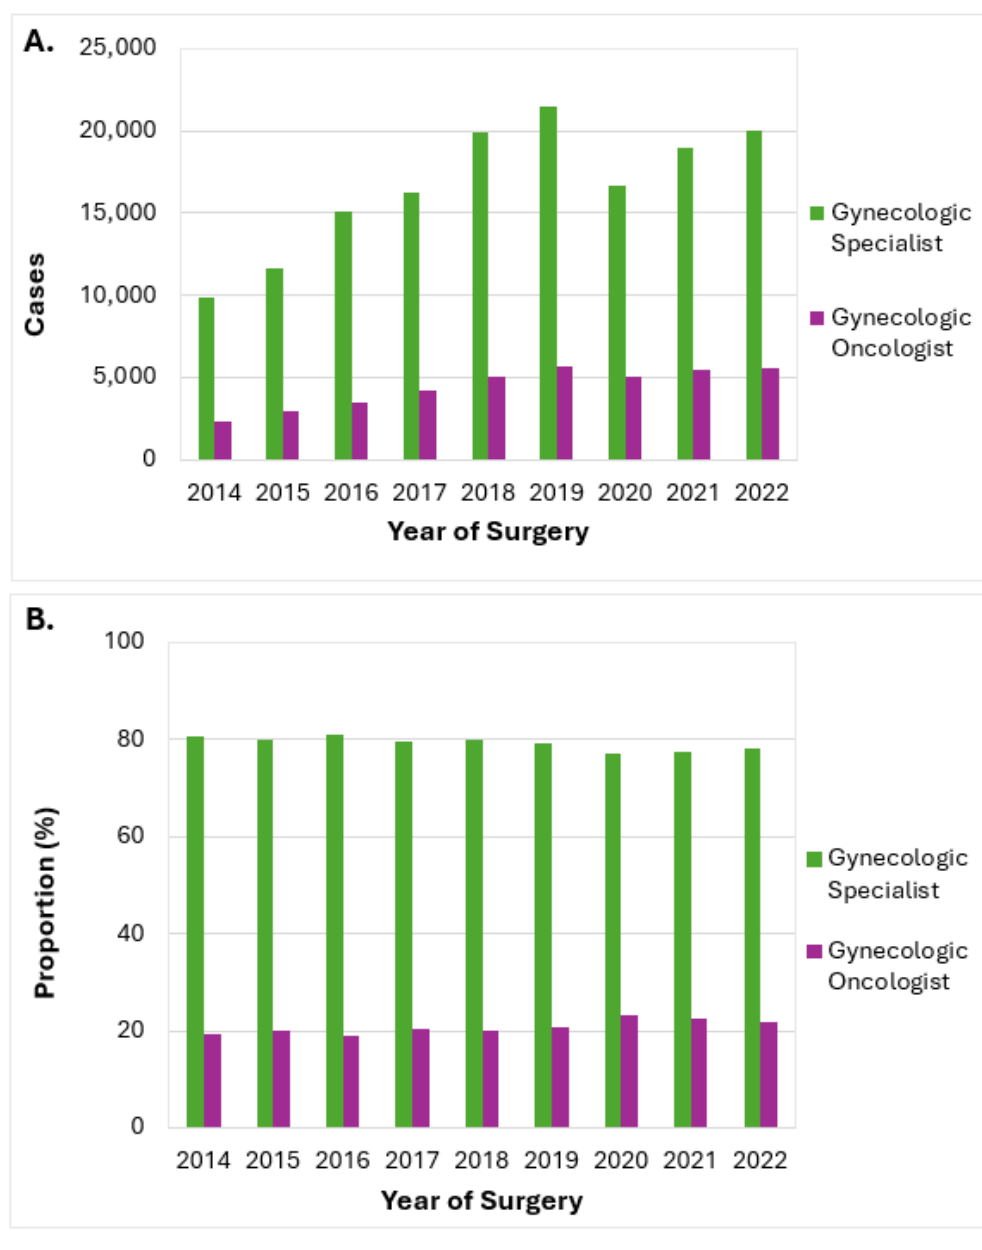 A.
25,000
20,000
15,000
10,000
5,000
0
Cases
2014 2015 2016 2017 2018 2019 2020 2021 2022
Year of Surgery
Gynecologic
Specialist
Gynecologic
Oncologist
B.
100
80
60
40
20
0
Proportion (%)
2014 2015 2016 2017 2018 2019 2020 2021 2022
Year of Surgery
Gynecologic
Specialist
Gynecologic
Oncologist